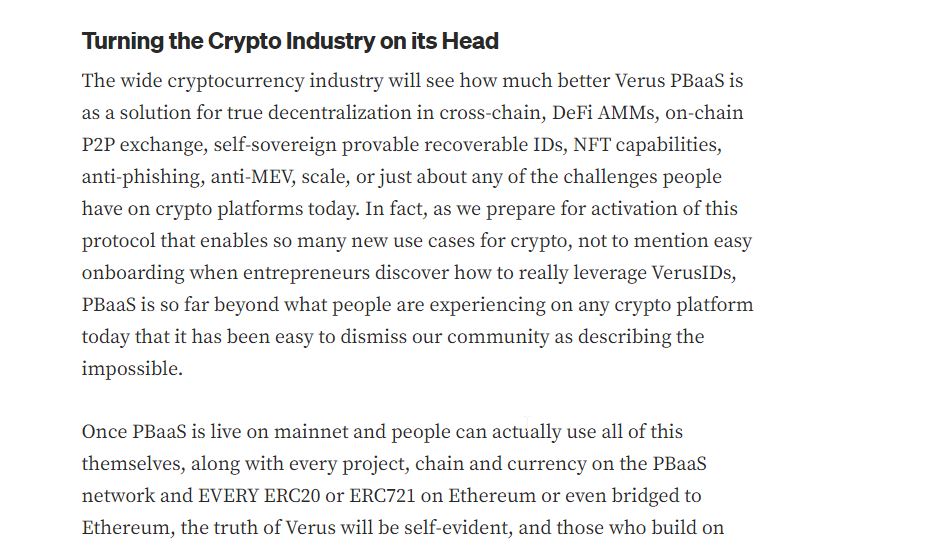 Turning the Crypto Industry on its Head
The wide cryptocurrency industry will see how much better Verus PBaaS is
as a solution for true decentralization in cross-chain, DeFi AMMs, on-chain
P2P exchange, self-sovereign provable recoverable IDs, NFT capabilities,
anti-phishing, anti-MEV, scale, or just about any of the challenges people
have on crypto platforms today. In fact, as we prepare for activation of this
protocol that enables so many new use cases for crypto, not to mention easy
onboarding when entrepreneurs discover how to really leverage VerusIDs,
PBaaS is so far beyond what people are experiencing on any crypto platform
today that it has been easy to dismiss our community as describing the
impossible.
Once PBaaS is live on mainnet and people can actually use all of this
themselves, along with every project, chain and currency on the PBaaS
network and EVERY ERC20 or ERC721 on Ethereum or even bridged to
Ethereum, the truth of Verus will be self-evident, and those who build on